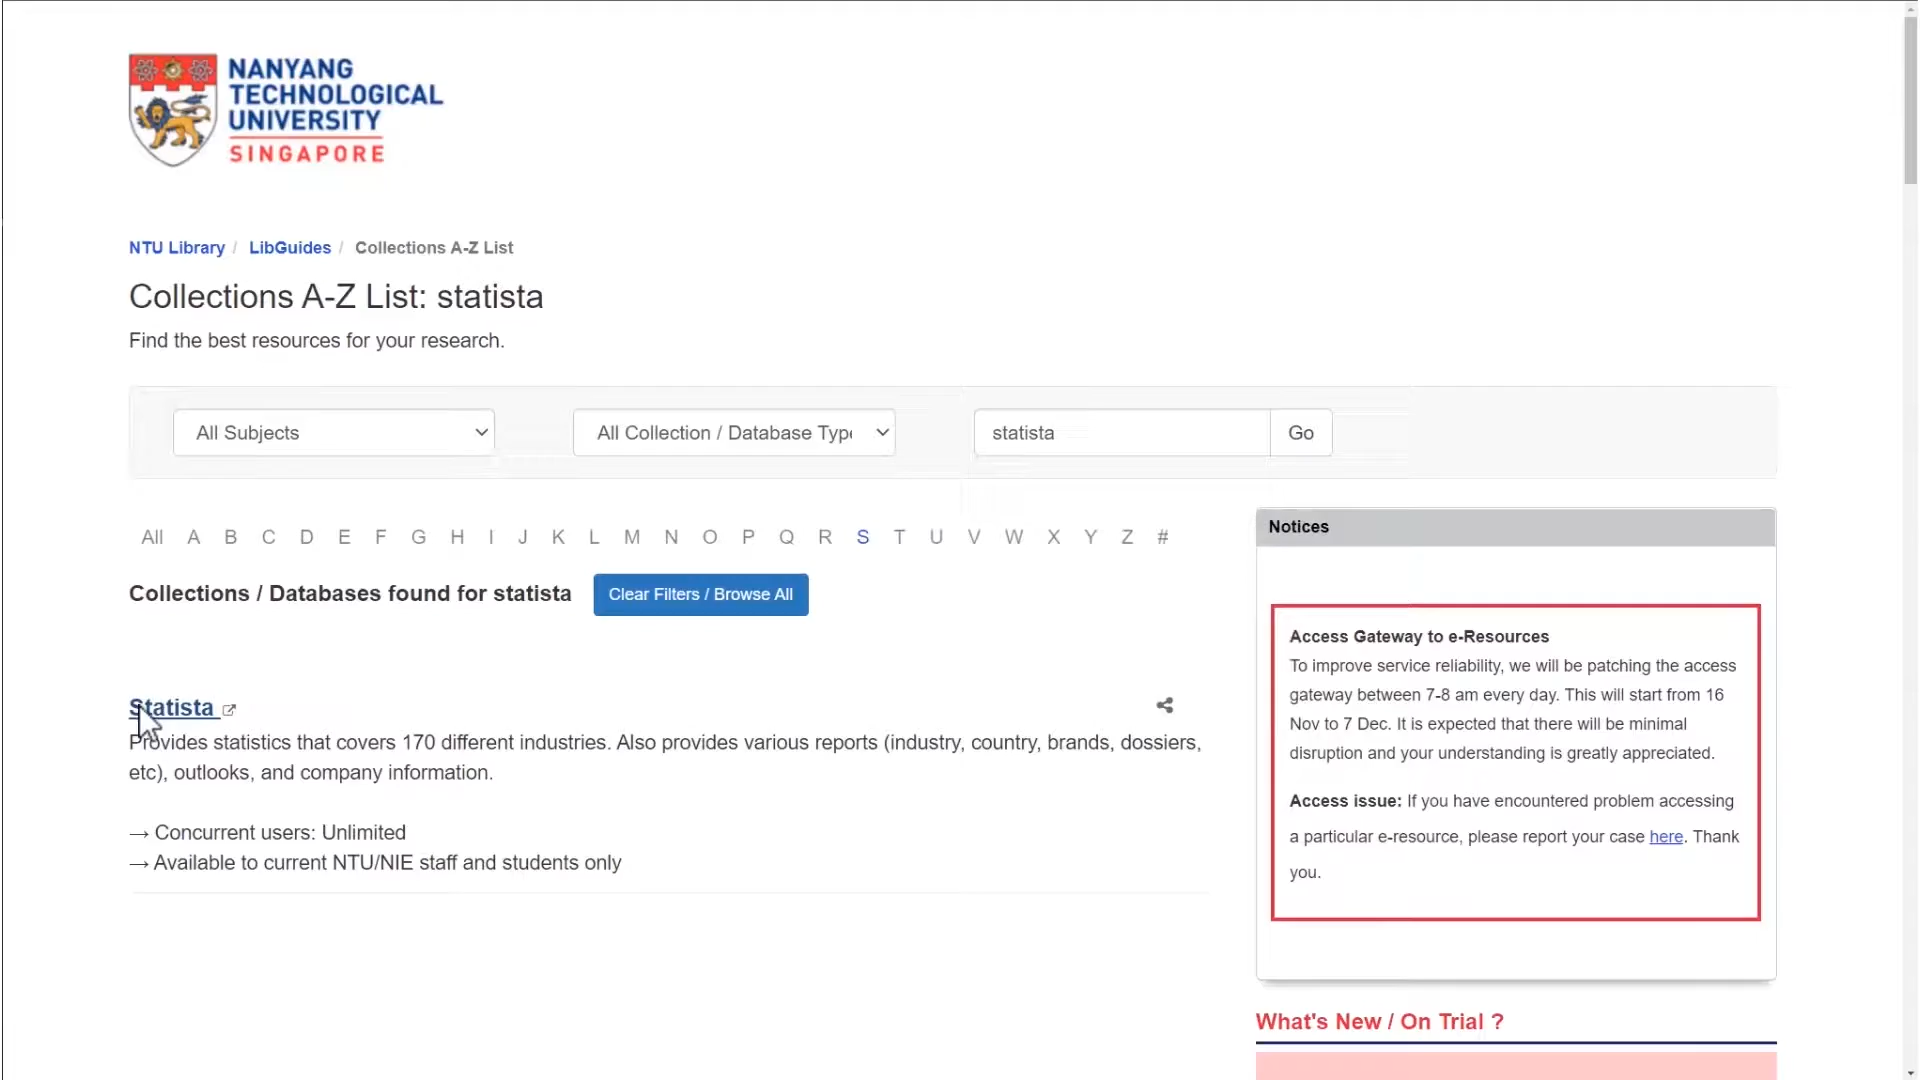 NANYANG
TECHNOLOGICAL
UNIVERSITY
SINGAPORE
NTU Library / LibGuides / Collections A-Z List
Collections A-Z List: statista
Find the best resources for your research.
All Subjects
All Collection / Database Type
statista
Go
All A B C D E F G H I J K L M N O P Q R S T U V W X Y Z #
Collections / Databases found for statista
Clear Filters / Browse All
Statista
Provides statistics that covers 170 different industries. Also provides various reports (industry, country, brands, dossiers,
etc), outlooks, and company information.
→ Concurrent users: Unlimited
→ Available to current NTU/NIE staff and students only
Notices
Access Gateway to e-Resources
To improve service reliability, we will be patching the access
gateway between 7-8 am every day. This will start from 16
Nov to 7 Dec. It is expected that there will be minimal
disruption and your understanding is greatly appreciated.
Access issue: If you have encountered problem accessing
a particular e-resource, please report your case here. Thank
you.
What's New / On Trial ?